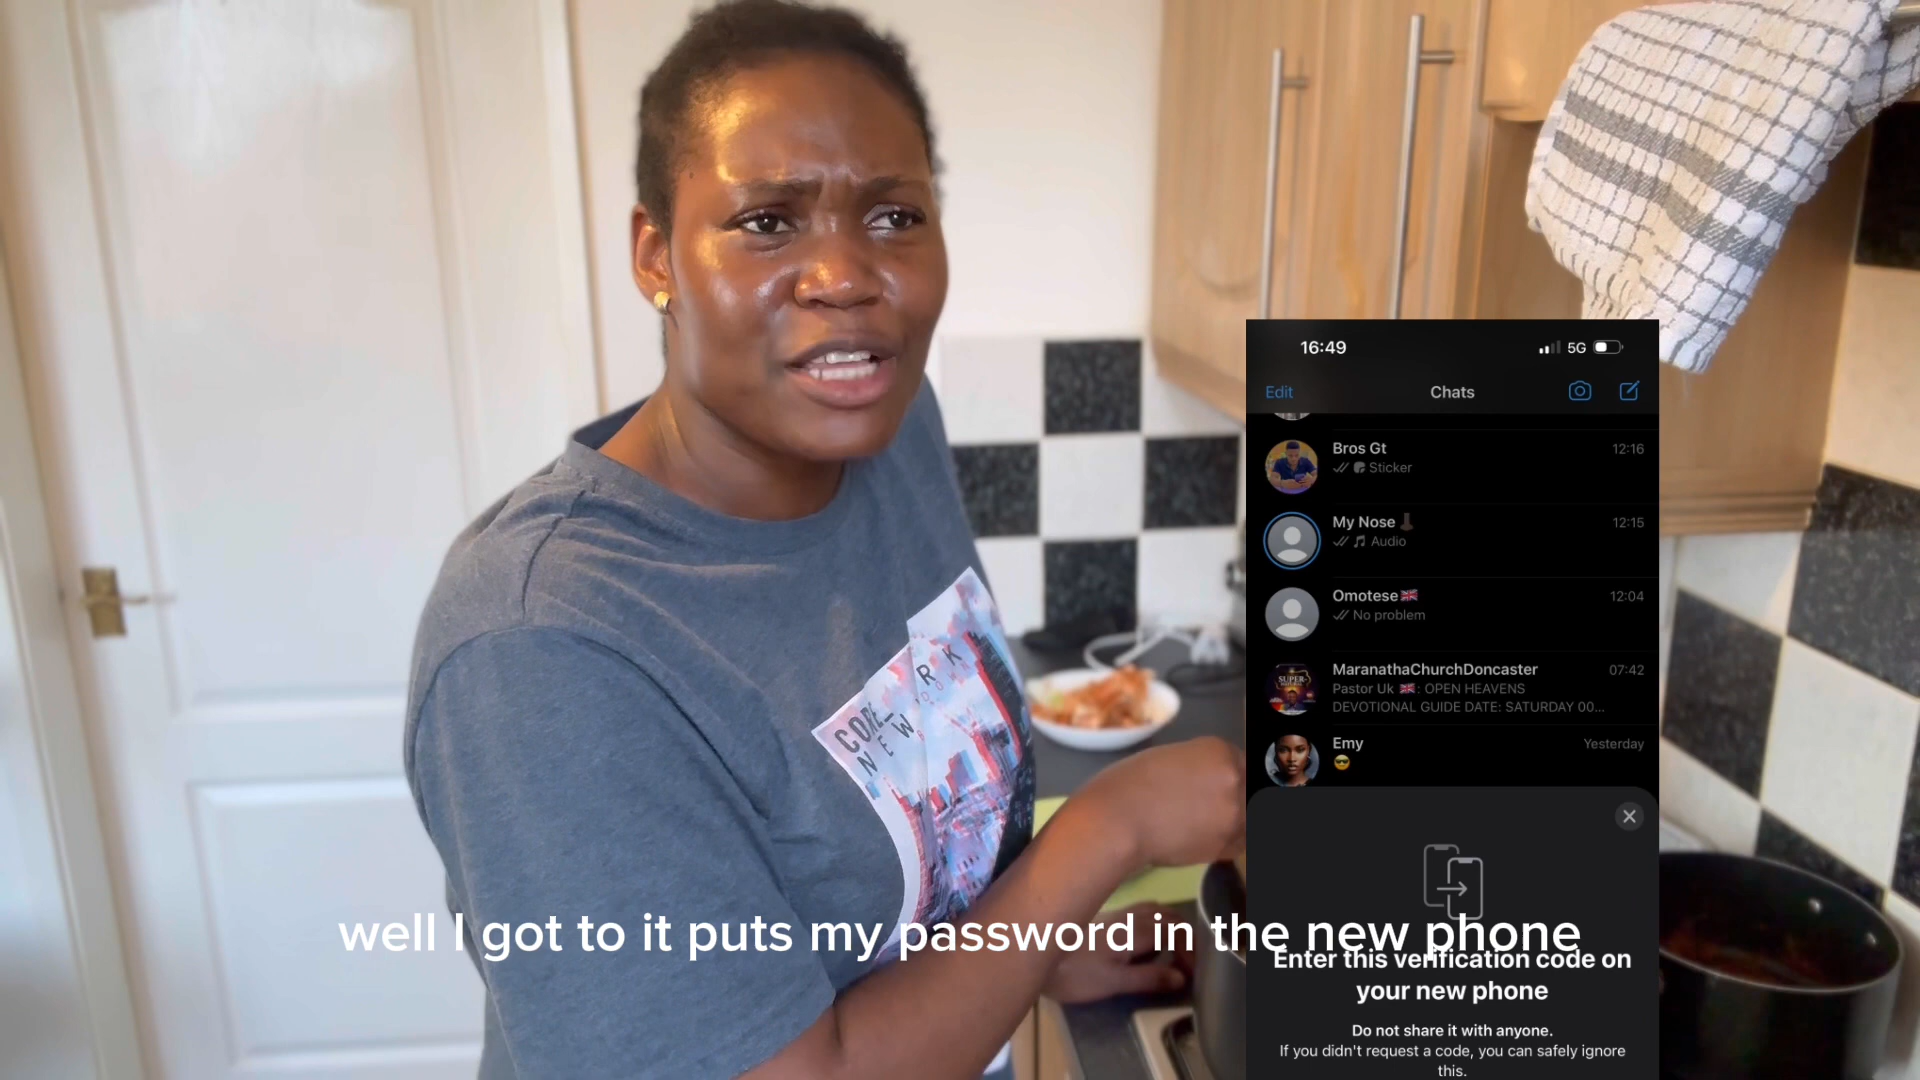 16:49
5G
Edit
Chats
Bros Gt
12:16
Sticker
My Nose
12:15
Audio
Omotese🇬🇧
12:04
No problem
MaranathaChurchDoncaster
07:42
Pastor Uk 🇬🇧: OPEN HEAVENS
DEVOTIONAL GUIDE DATE: SATURDAY 00...
Emy
Yesterday
😎
CORE_
NEW
RK
well I got to it puts my password in the new phone
Enter this verification code on
your new phone
Do not share it with anyone.
If you didn't request a code, you can safely ignore
this.